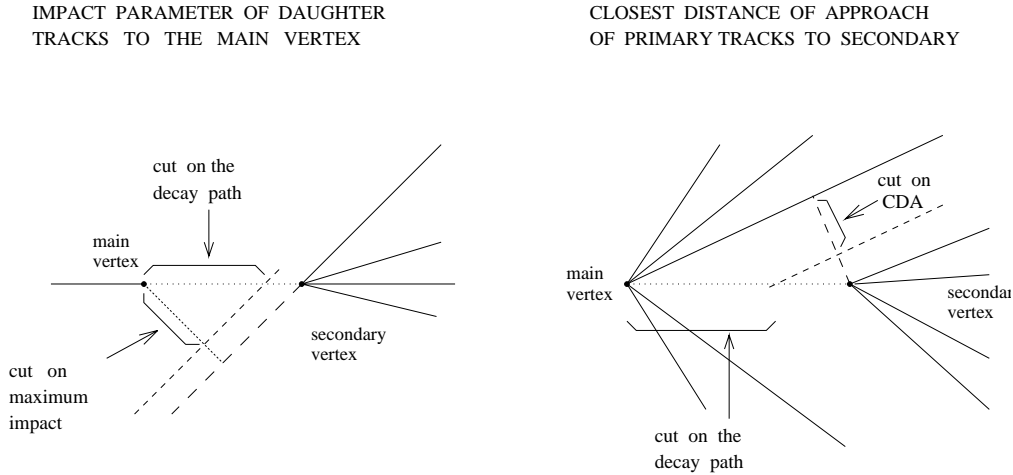 IMPACT PARAMETER OF DAUGHTER
TRACKS TO THE MAIN VERTEX
cut on the
decay path
main
vertex
secondary
vertex
cut on
maximum
impact
CLOSEST DISTANCE OF APPROACH
OF PRIMARY TRACKS TO SECONDARY
cut on
CDA
main
vertex
secondar
vertex
cut on the
decay path